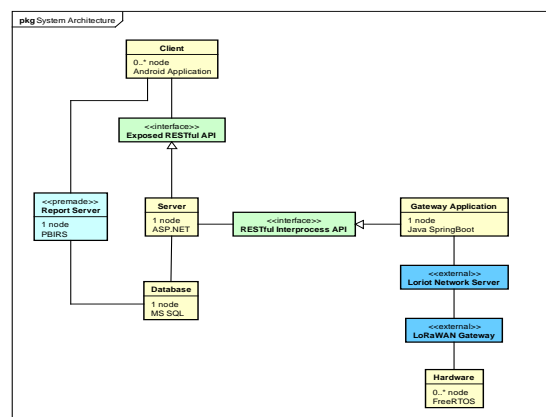 pkg System Architecture
Client
0..* node
Android Application
<<interface>>
Exposed RESTful API
<<premade>>
Report Server
1 node
PBIRS
Server
1 node
ASP.NET
<<interface>>
RESTful Interprocess API
Gateway Application
1 node
Java SpringBoot
Database
1 node
MS SQL
<<external>>
Loriot Network Server
<<external>>
LoRaWAN Gateway
Hardware
0..* node
FreeRTOS